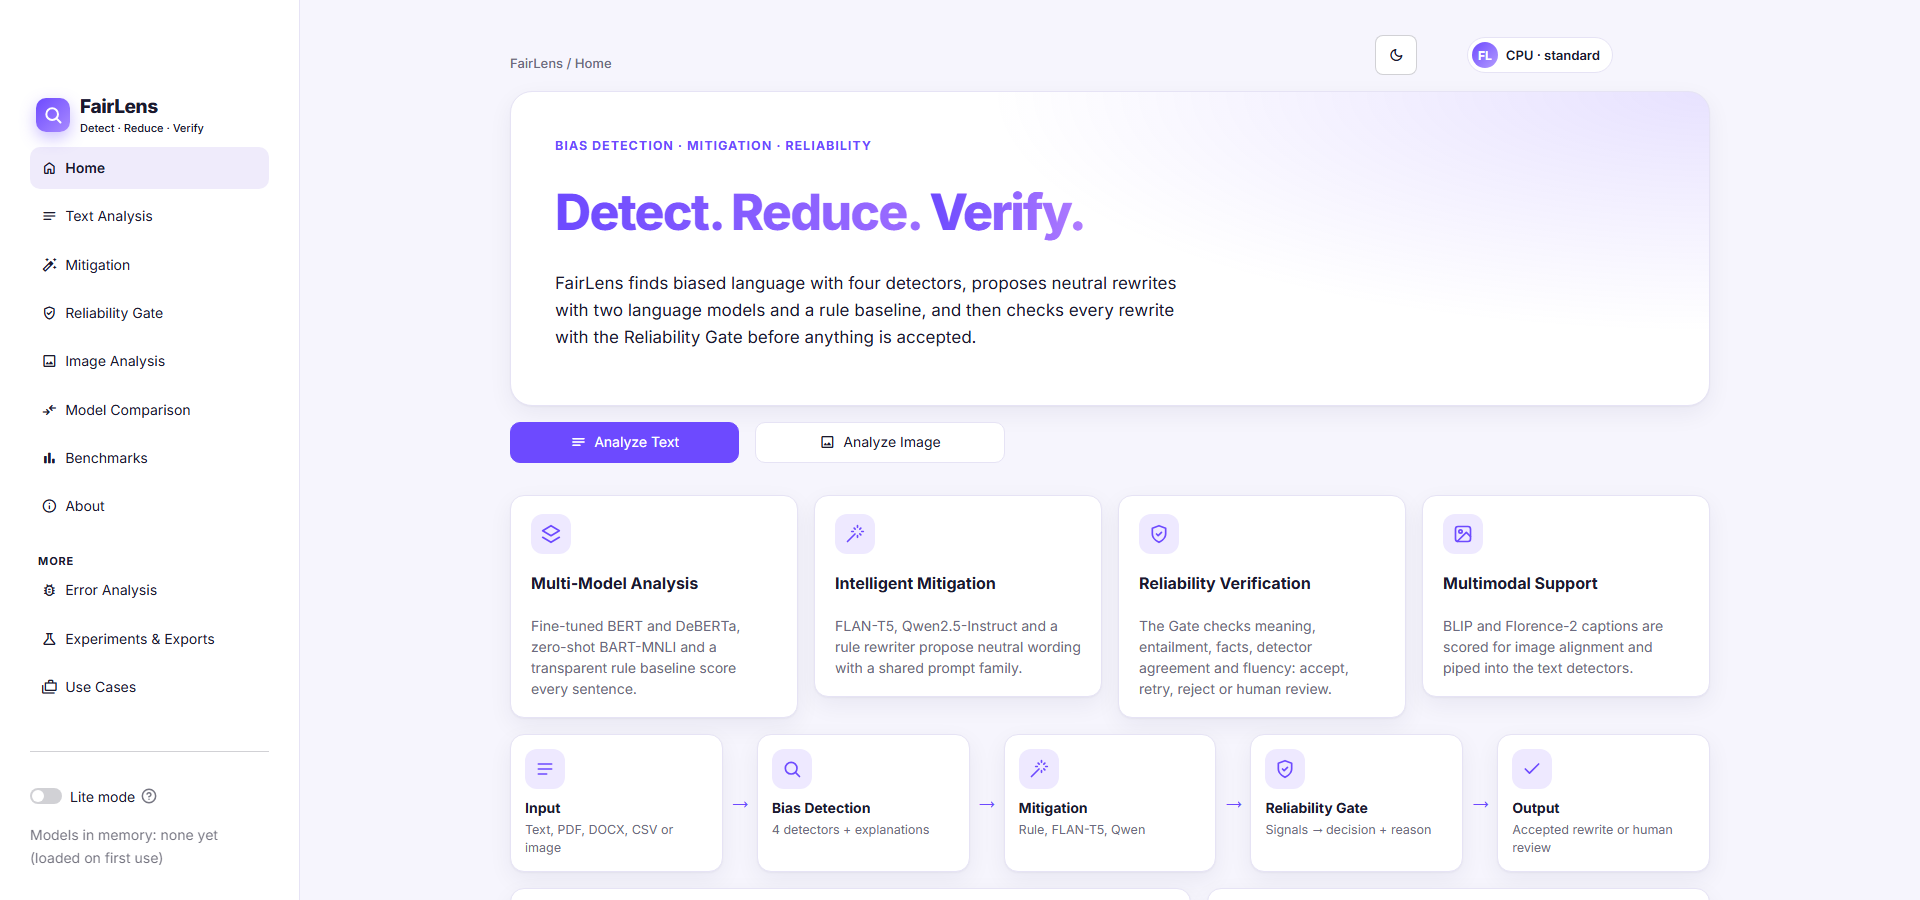 FairLens
Detect · Reduce · Verify
Home
Text Analysis
Mitigation
Reliability Gate
Image Analysis
Model Comparison
Benchmarks
About
MORE
Error Analysis
Experiments & Exports
Use Cases
Lite mode
Models in memory: none yet
(loaded on first use)
FairLens / Home
FL CPU · standard
BIAS DETECTION · MITIGATION · RELIABILITY
Detect. Reduce. Verify.
FairLens finds biased language with four detectors, proposes neutral rewrites
with two language models and a rule baseline, and then checks every rewrite
with the Reliability Gate before anything is accepted.
Analyze Text
Analyze Image
Multi-Model Analysis
Fine-tuned BERT and DeBERTa,
zero-shot BART-MNLI and a
transparent rule baseline score
every sentence.
Intelligent Mitigation
FLAN-T5, Qwen2.5-Instruct and a
rule rewriter propose neutral wording
with a shared prompt family.
Reliability Verification
The Gate checks meaning,
entailment, facts, detector
agreement and fluency: accept,
retry, reject or human review.
Multimodal Support
BLIP and Florence-2 captions are
scored for image alignment and
piped into the text detectors.
Input
Text, PDF, DOCX, CSV or
image
→
Bias Detection
4 detectors + explanations
→
Mitigation
Rule, FLAN-T5, Qwen
→
Reliability Gate
Signals → decision + reason
→
Output
Accepted rewrite or human
review